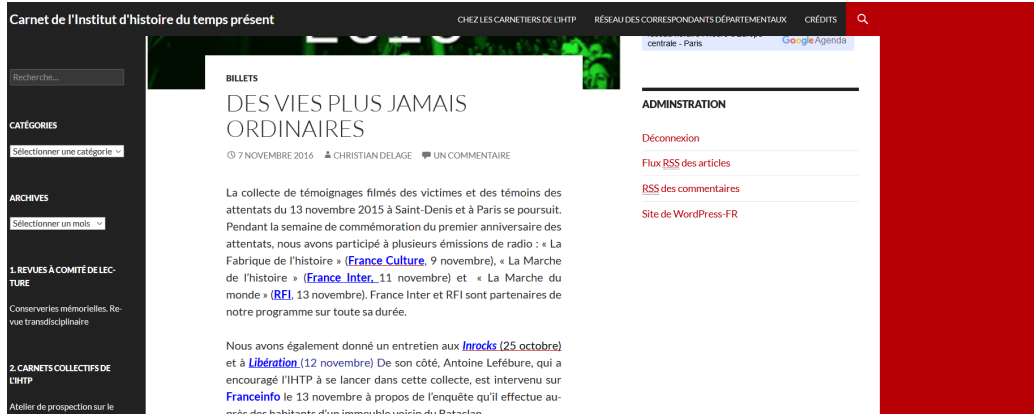 Carnet de l'Institut d'histoire du temps présent
CHEZ LES CARNETIERS DE L'IHTP
RÉSEAU DES CORRESPONDANTS DÉPARTEMENTAUX
CRÉDITS
Recherche...
CATÉGORIES
Sélectionner une catégorie
ARCHIVES
Sélectionner un mois
1. REVUES À COMITÉ DE LEC-
TURE
Conserveries mémorielles. Re-
vue transdisciplinaire
2. CARNETS COLLECTIFS DE
L'IHTP
Atelier de prospection sur le
BILLETS
DES VIES PLUS JAMAIS
ORDINAIRES
7 NOVEMBRE 2016 CHRISTIAN DELAGE UN COMMENTAIRE
La collecte de témoignages filmés des victimes et des témoins des
attentats du 13 novembre 2015 à Saint-Denis et à Paris se poursuit.
Pendant la semaine de commémoration du premier anniversaire des
attentats, nous avons participé à plusieurs émissions de radio : « La
Fabrique de l'histoire » (France Culture, 9 novembre), « La Marche
de l'histoire » (France Inter, 11 novembre) et « La Marche du
monde » (RFI, 13 novembre). France Inter et RFI sont partenaires de
notre programme sur toute sa durée.
Nous avons également donné un entretien aux Inrocks (25 octobre)
et à Libération (12 novembre) De son côté, Antoine Lefébure, qui a
encouragé l'IHTP à se lancer dans cette collecte, est intervenu sur
Franceinfo le 13 novembre à propos de l'enquête qu'il effectue au-
près des habitants d'un immeuble voisin du Bataclan.
centrale - Paris
Google Agenda
ADMINSTRATION
Déconnexion
Flux RSS des articles
RSS des commentaires
Site de WordPress-FR